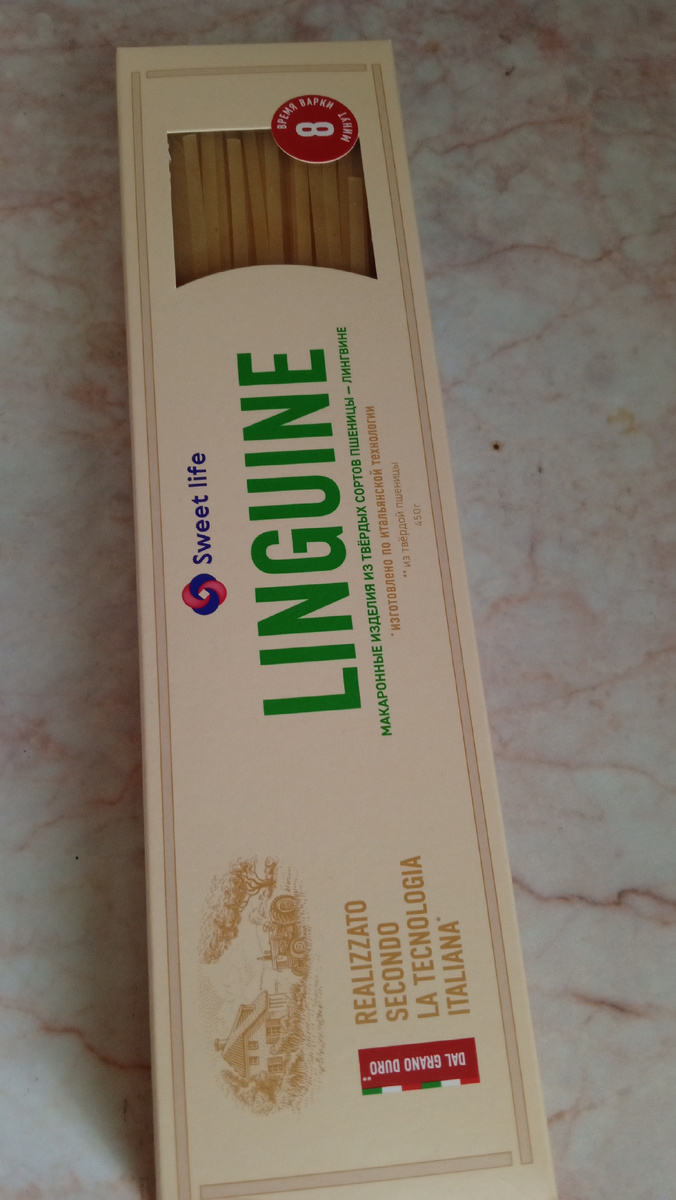 Sweet life
LINGUINE
МАКАРОННЫЕ ИЗДЕЛИЯ ИЗ ТВЁРДЫХ СОРТОВ ПШЕНИЦЫ – ЛИНГВИНЕ
*ИЗГОТОВЛЕНО ПО ИТАЛЬЯНСКОЙ ТЕХНОЛОГИИ
**ИЗ ТВЁРДОЙ ПШЕНИЦЫ
450 г
ВРЕМЯ ВАРКИ
8
МИНУТ
REALIZZATO
SECONDO
LA TECNOLOGIA
ITALIANA*
DAL GRANO DURO**